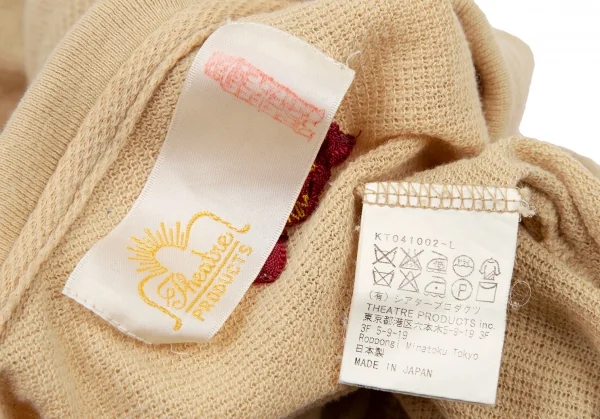 Theatre
PRODUCTS
KT041002-L
(有)シアタープロダクツ
THEATRE PRODUCTS inc.
東京都港区六本木5-9-19 3F
3F 5-9-19
Roppongi Minatoku Tokyo
日本製
MADE IN JAPAN